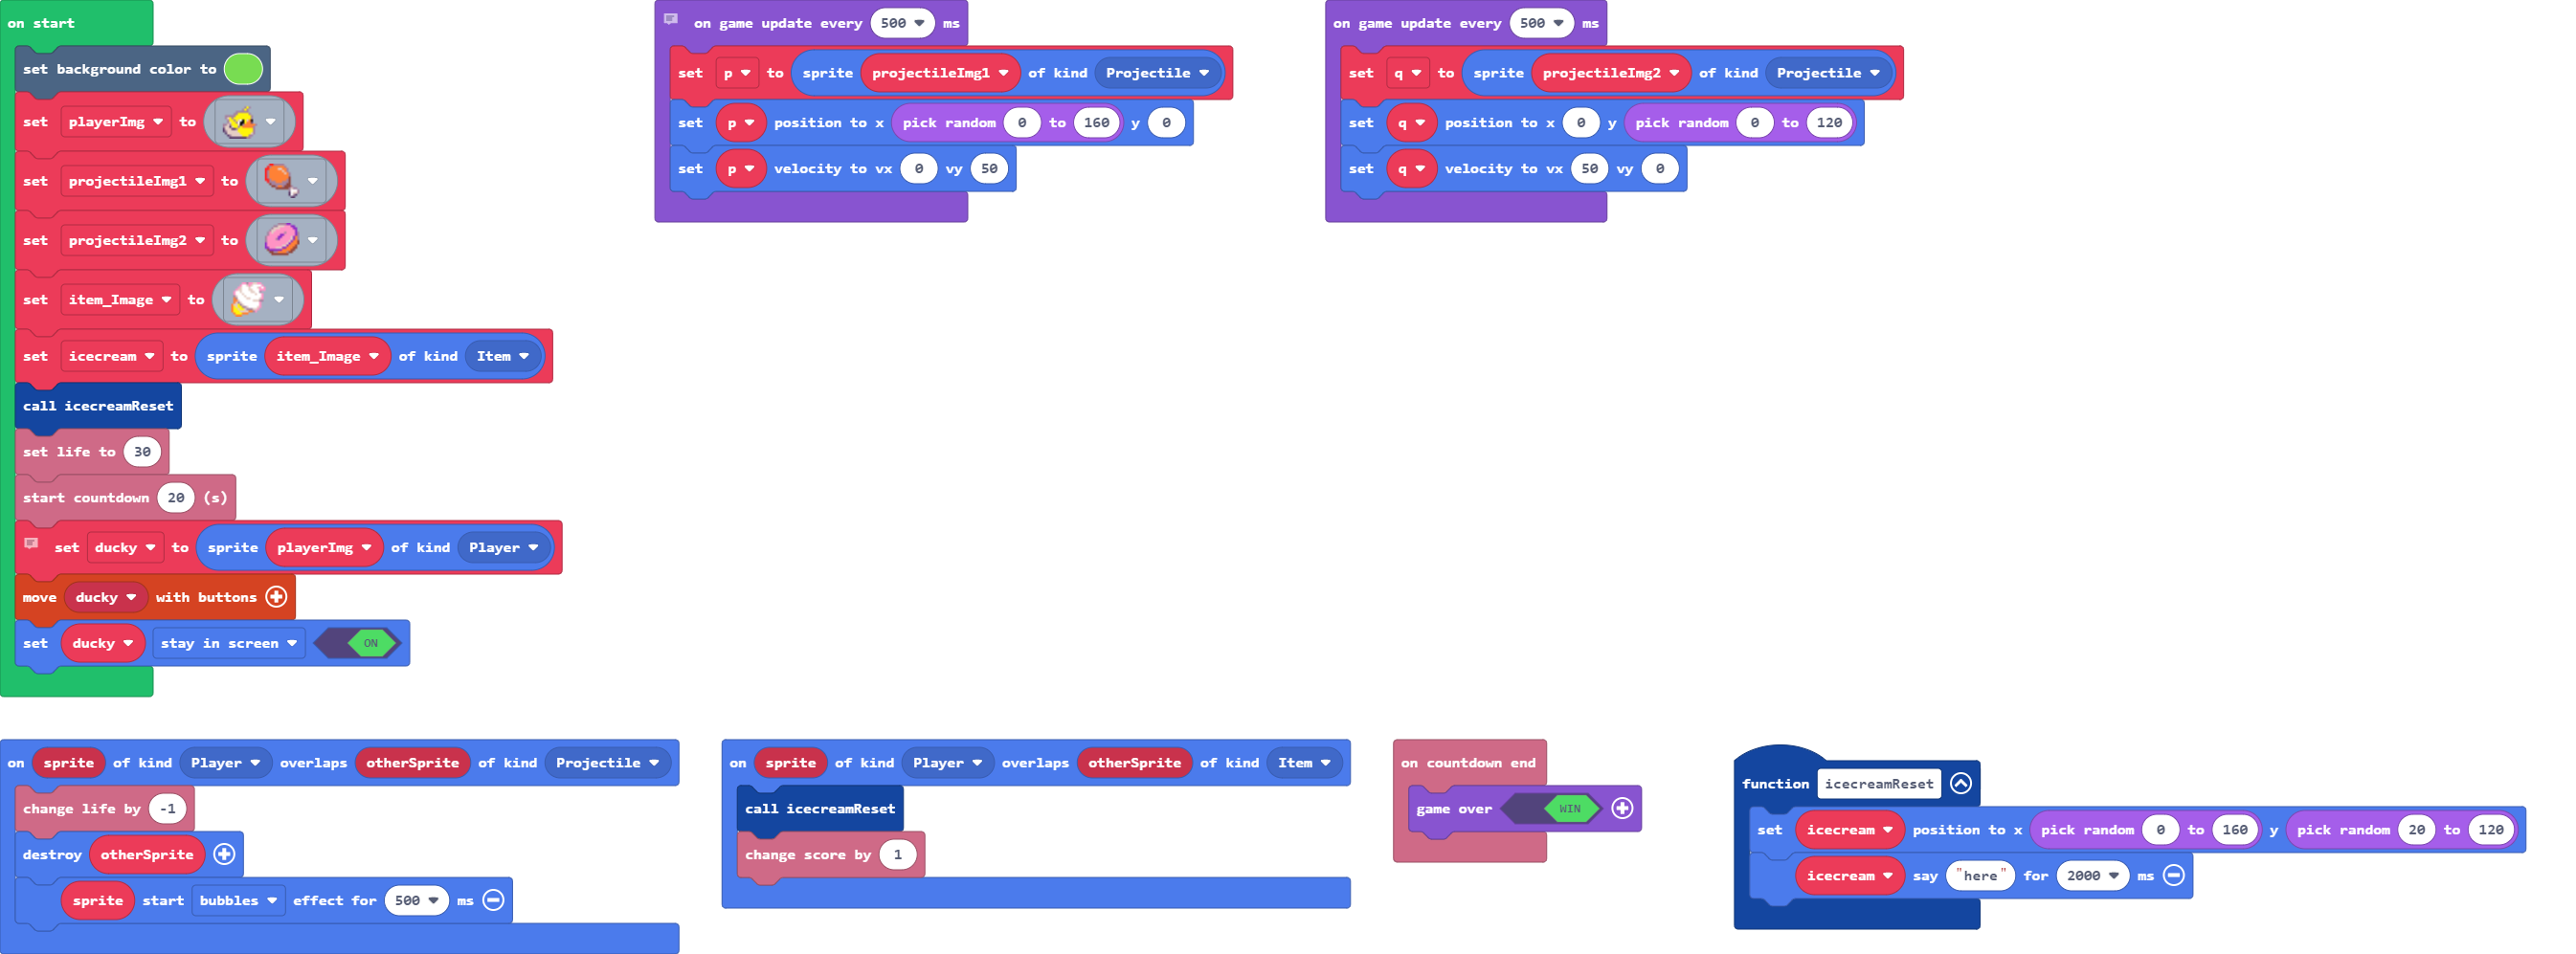 on start
set background color to
set playerImg to
set projectileImg1 to
set projectileImg2 to
set item_Image to
set icecream to sprite item_Image of kind Item
call icecreamReset
set life to 30
start countdown 20 (s)
set ducky to sprite playerImg of kind Player
move ducky with buttons
set ducky stay in screen ON
on game update every 500 ms
set p to sprite projectileImg1 of kind Projectile
set p position to x pick random 0 to 160 y 0
set p velocity to vx 0 vy 50
on game update every 500 ms
set q to sprite projectileImg2 of kind Projectile
set q position to x 0 y pick random 0 to 120
set q velocity to vx 50 vy 0
on sprite of kind Player overlaps otherSprite of kind Projectile
change life by -1
destroy otherSprite
sprite start bubbles effect for 500 ms
on sprite of kind Player overlaps otherSprite of kind Item
call icecreamReset
change score by 1
on countdown end
game over WIN
function icecreamReset
set icecream position to x pick random 0 to 160 y pick random 20 to 120
icecream say "here" for 2000 ms